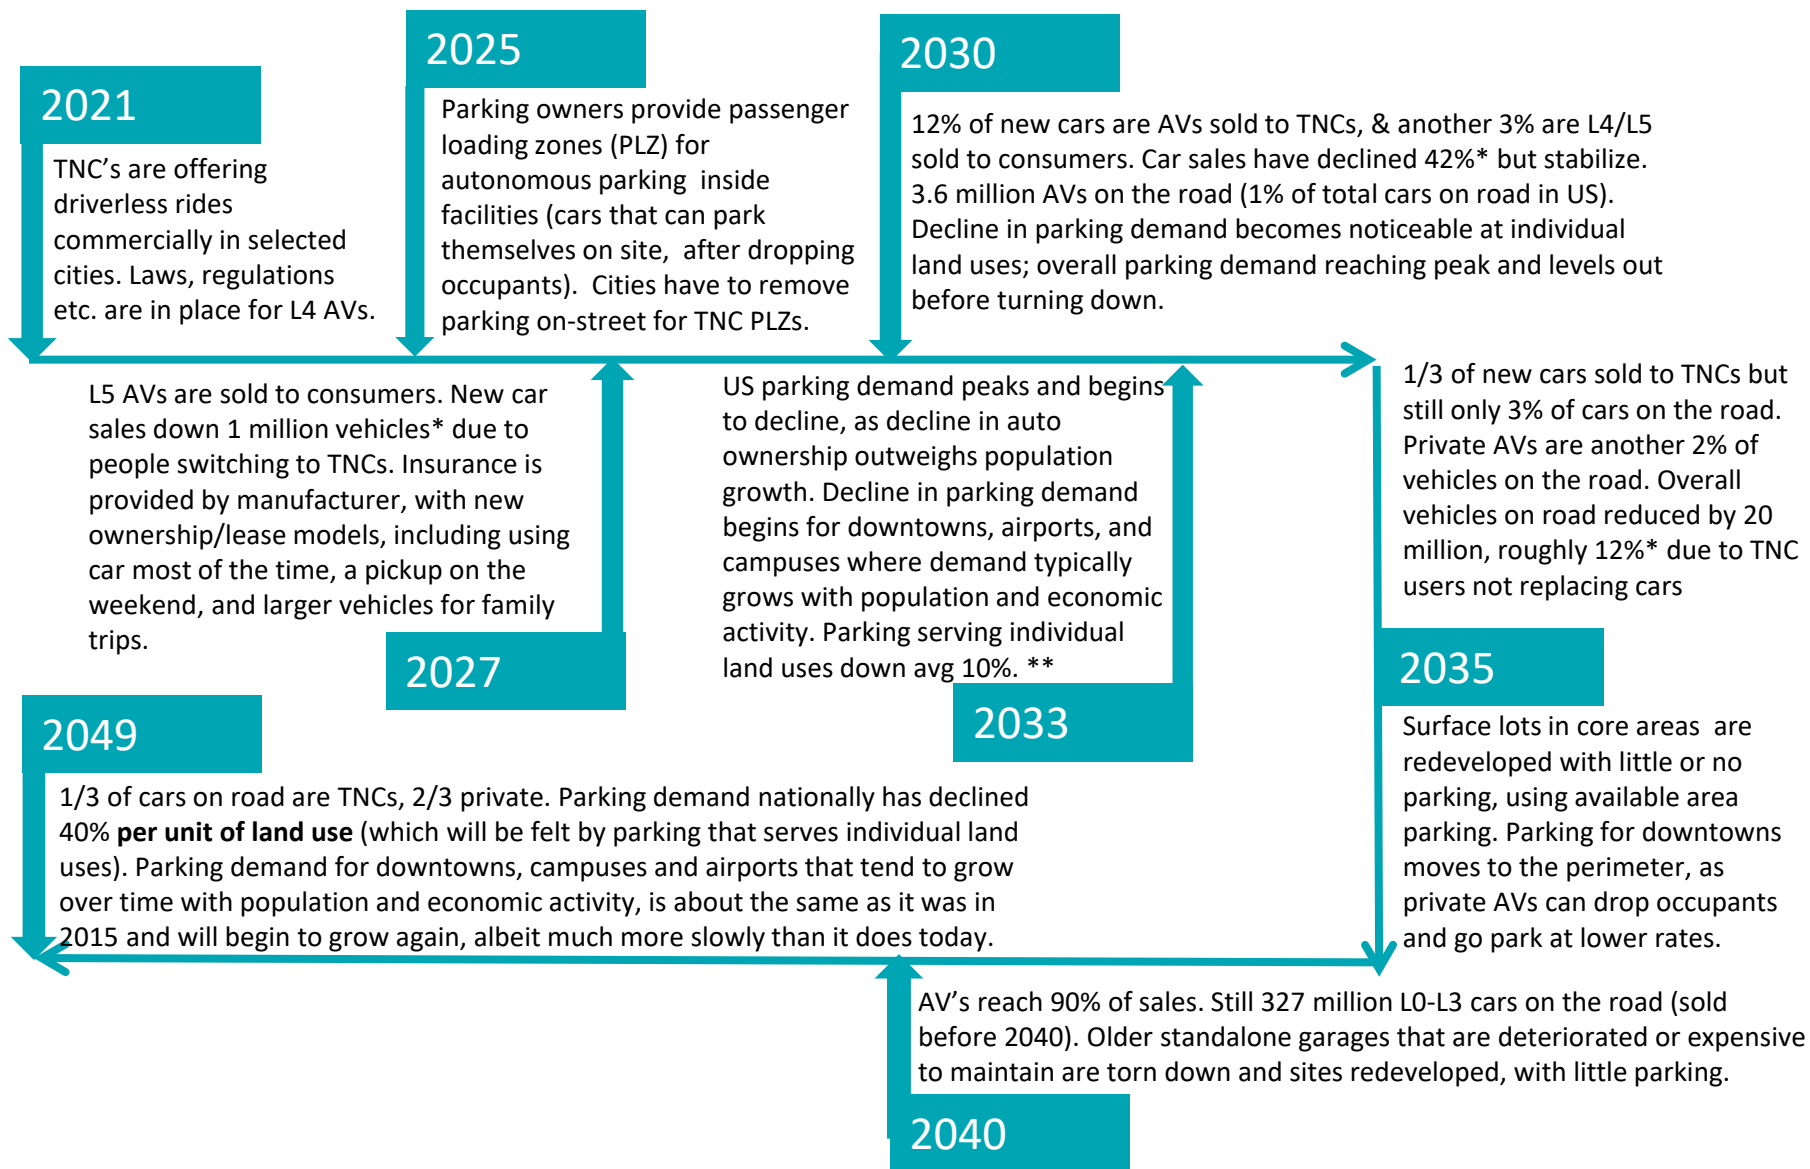 2021
TNC's are offering
driverless rides
commercially in selected
cities. Laws, regulations
etc. are in place for L4 AVs.
2025
Parking owners provide passenger
loading zones (PLZ) for
autonomous parking inside
facilities (cars that can park
themselves on site, after dropping
occupants). Cities have to remove
parking on-street for TNC PLZs.
2030
12% of new cars are AVs sold to TNCs, & another 3% are L4/L5
sold to consumers. Car sales have declined 42%* but stabilize.
3.6 million AVs on the road (1% of total cars on road in US).
Decline in parking demand becomes noticeable at individual
land uses; overall parking demand reaching peak and levels out
before turning down.
L5 AVs are sold to consumers. New car
sales down 1 million vehicles* due to
people switching to TNCs. Insurance is
provided by manufacturer, with new
ownership/lease models, including using
car most of the time, a pickup on the
weekend, and larger vehicles for family
trips.
2027
US parking demand peaks and begins
to decline, as decline in auto
ownership outweighs population
growth. Decline in parking demand
begins for downtowns, airports, and
campuses where demand typically
grows with population and economic
activity. Parking serving individual
land uses down avg 10%. **
2033
1/3 of new cars sold to TNCs but
still only 3% of cars on the road.
Private AVs are another 2% of
vehicles on the road. Overall
vehicles on road reduced by 20
million, roughly 12%* due to TNC
users not replacing cars
2035
Surface lots in core areas are
redeveloped with little or no
parking, using available area
parking. Parking for downtowns
moves to the perimeter, as
private AVs can drop occupants
and go park at lower rates.
2049
1/3 of cars on road are TNCs, 2/3 private. Parking demand nationally has declined
40% per unit of land use (which will be felt by parking that serves individual land
uses). Parking demand for downtowns, campuses and airports that tend to grow
over time with population and economic activity, is about the same as it was in
2015 and will begin to grow again, albeit much more slowly than it does today.
AV's reach 90% of sales. Still 327 million L0-L3 cars on the road (sold
before 2040). Older standalone garages that are deteriorated or expensive
to maintain are torn down and sites redeveloped, with little parking.
2040